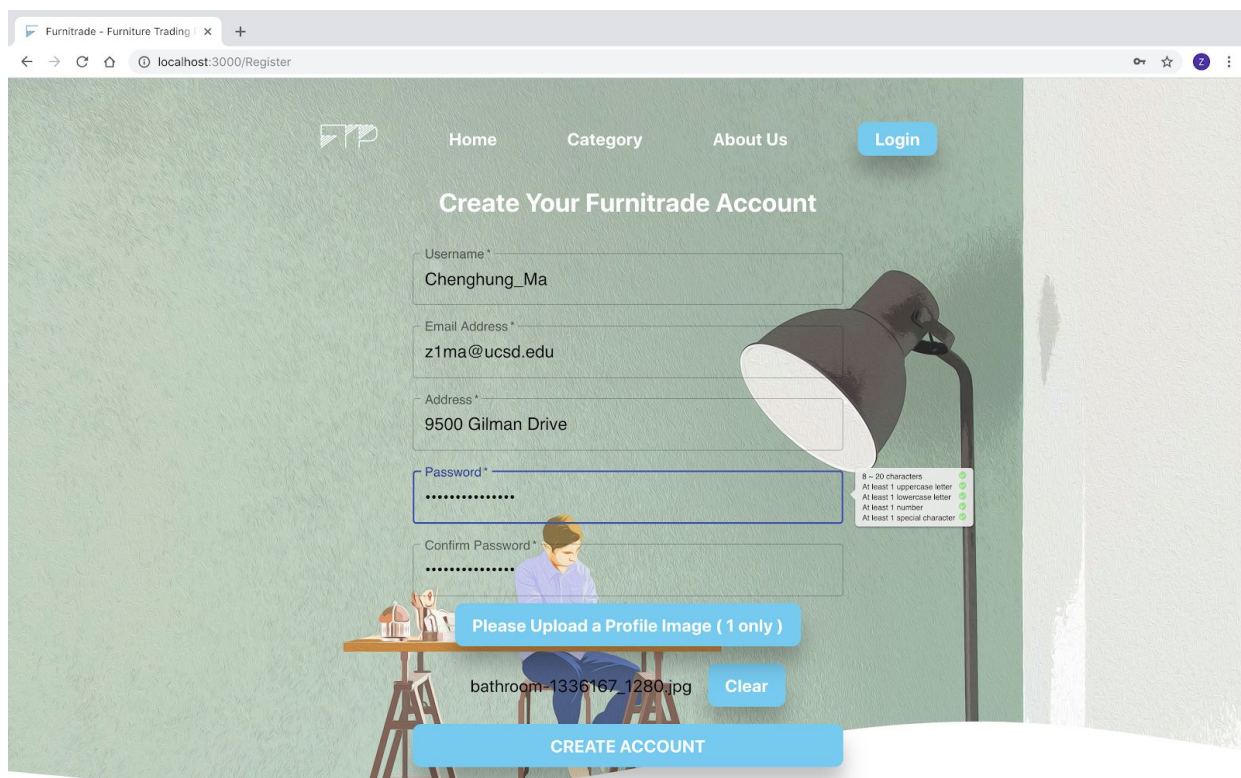 Furnitrade - Furniture Trading
localhost:3000/Register
Z
FTP
Home Category About Us Login
Create Your Furnitrade Account
Username *
Chenghung_Ma
Email Address *
z1ma@ucsd.edu
Address *
9500 Gilman Drive
Password *
•••••••••••••••
8 ~ 20 characters
At least 1 uppercase letter
At least 1 lowercase letter
At least 1 number
At least 1 special character
Confirm Password *
•••••••••••••••
Please Upload a Profile Image ( 1 only )
bathroom-1336167_1280.jpg Clear
CREATE ACCOUNT